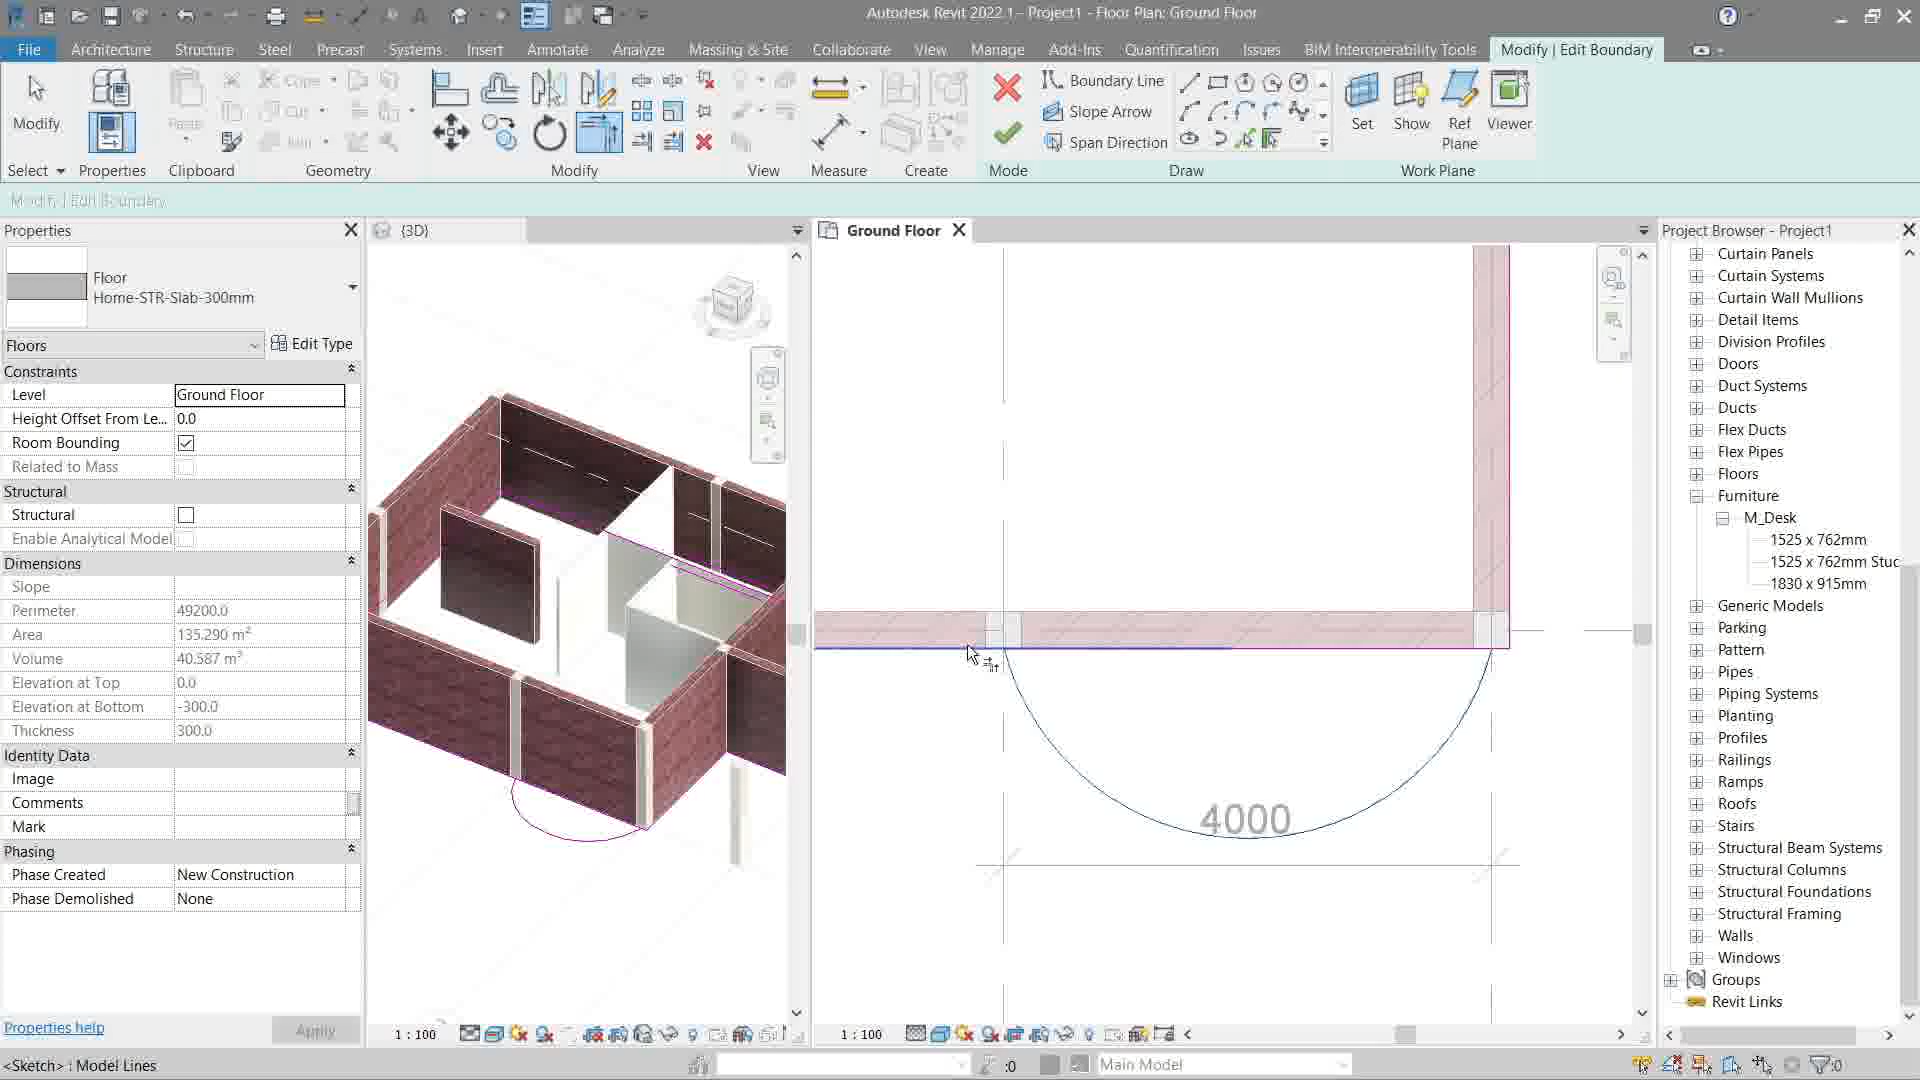 Autodesk Revit 2022.1 - Project1 - Floor Plan: Ground Floor
File Architecture Structure Steel Precast Systems Insert Annotate Analyze Massing & Site Collaborate View Manage Add-Ins Quantification Issues BIM Interoperability Tools Modify | Edit Boundary
Modify
Paste
Cope
Cut
Join
Boundary Line
Slope Arrow
Span Direction
Set Show Ref Plane Viewer
Select Properties Clipboard Geometry Modify View Measure Create Mode Draw Work Plane
Modify | Edit Boundary
Properties
Floor
Home-STR-Slab-300mm
Floors
Edit Type
Constraints
Level Ground Floor
Height Offset From Le... 0.0
Room Bounding
Related to Mass
Structural
Structural
Enable Analytical Model
Dimensions
Slope
Perimeter 49200.0
Area 135.290 m²
Volume 40.587 m³
Elevation at Top 0.0
Elevation at Bottom -300.0
Thickness 300.0
Identity Data
Image
Comments
Mark
Phasing
Phase Created New Construction
Phase Demolished None
Properties help
Apply
{3D}
1 : 100
Ground Floor
4000
1 : 100
Project Browser - Project1
Curtain Panels
Curtain Systems
Curtain Wall Mullions
Detail Items
Division Profiles
Doors
Duct Systems
Ducts
Flex Ducts
Flex Pipes
Floors
Furniture
M_Desk
1525 x 762mm
1525 x 762mm Stuc
1830 x 915mm
Generic Models
Parking
Pattern
Pipes
Piping Systems
Planting
Profiles
Railings
Ramps
Roofs
Stairs
Structural Beam Systems
Structural Columns
Structural Foundations
Structural Framing
Walls
Windows
Groups
Revit Links
<Sketch> : Model Lines
:0
Main Model
:0